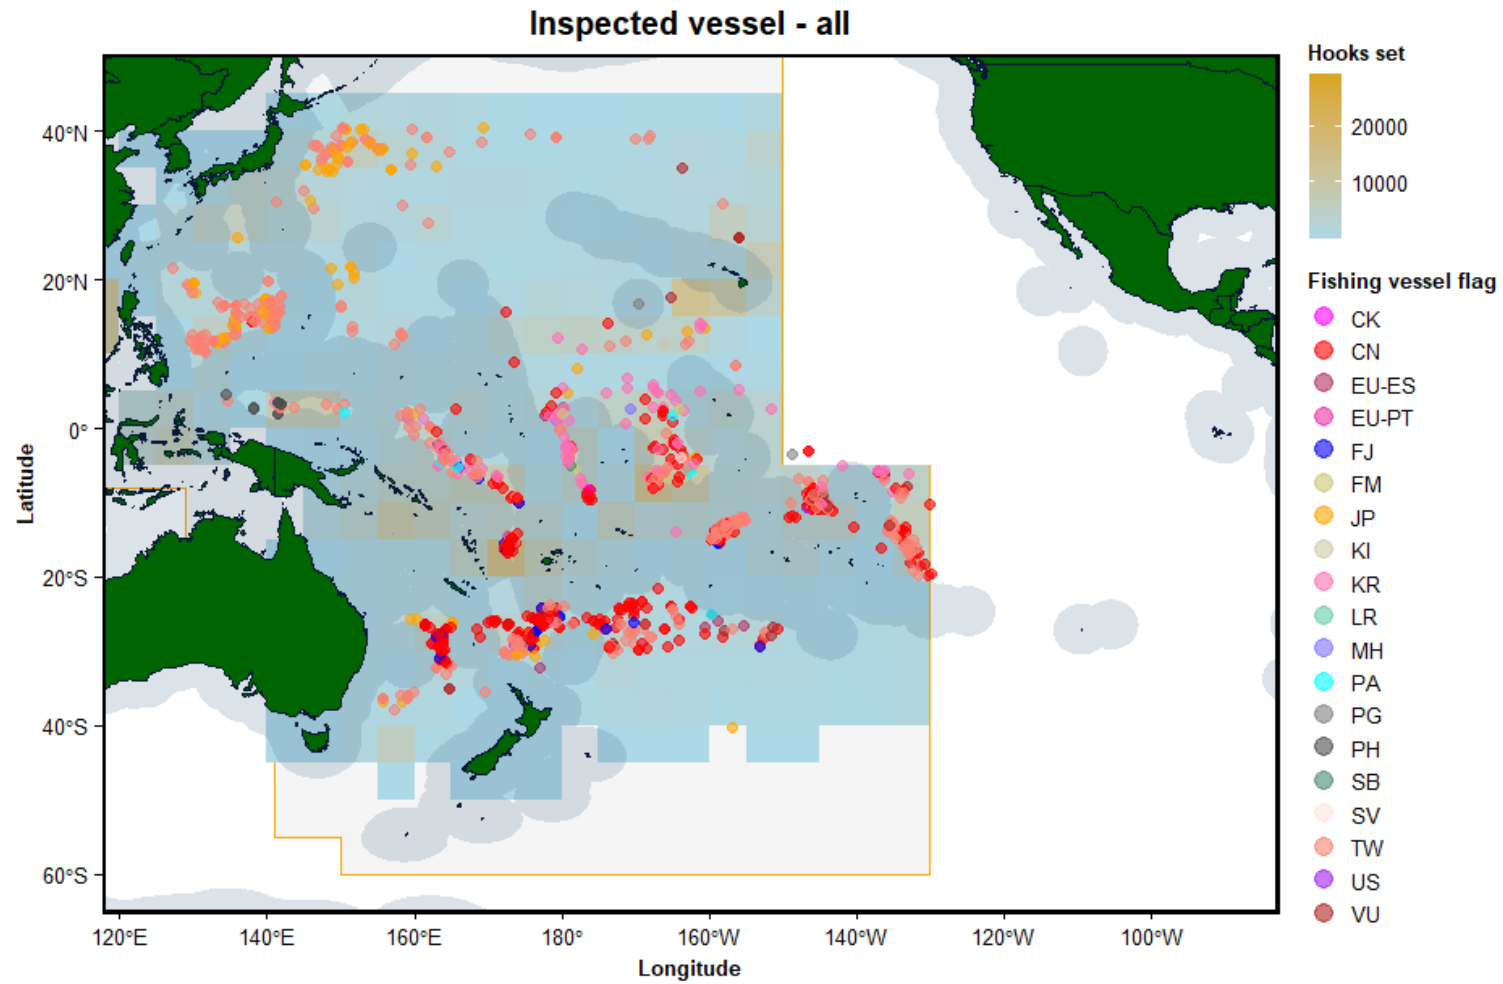 Inspected vessel - all
Hooks set
20000
10000
Fishing vessel flag
CK
CN
EU-ES
EU-PT
FJ
FM
JP
KI
KR
LR
MH
PA
PG
PH
SB
SV
TW
US
VU
Latitude
40°N
20°N
0°
20°S
40°S
60°S
120°E
140°E
160°E
180°
160°W
140°W
120°W
100°W
Longitude